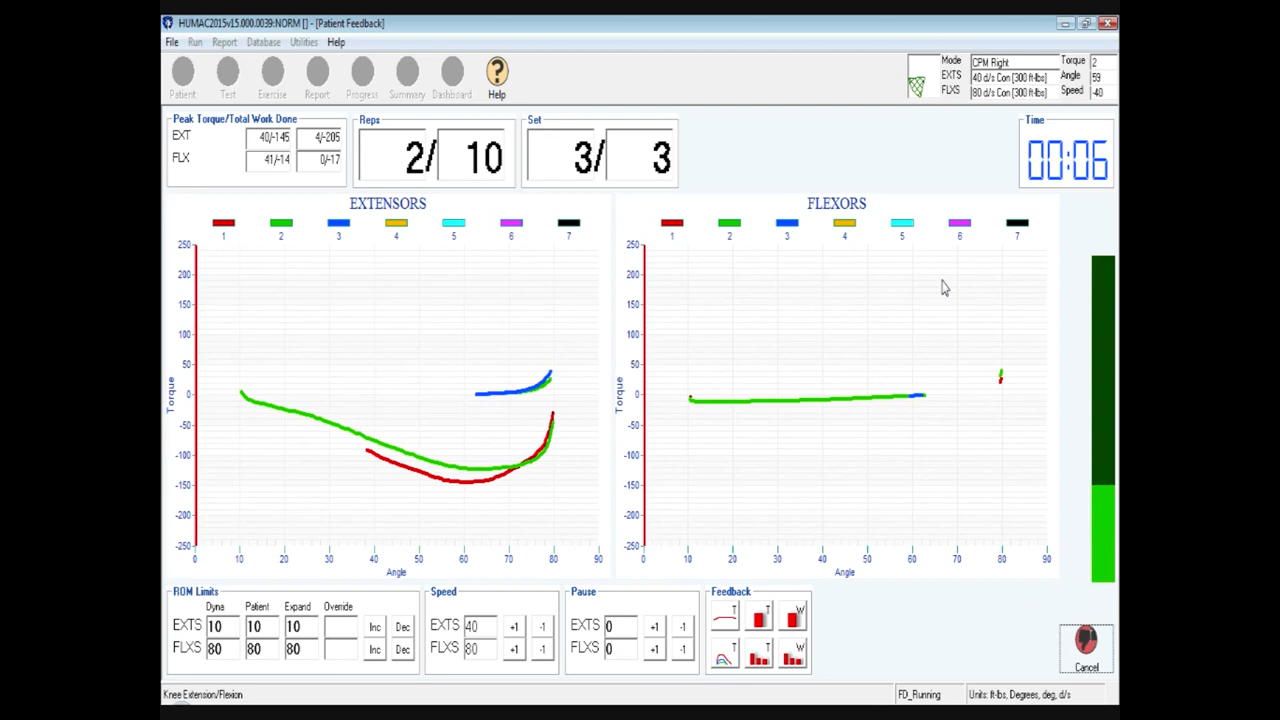 HUMAC2015v15.000.0039:NORM [] - [Patient Feedback]
File Run Report Database Utilities Help
Patient Test Exercise Report Progress Summary Dashboard Help
Mode CPM Right Torque 2
EXTS 40 d/s Con [300 ft-lbs] Angle 59
FLXS 80 d/s Con [300 ft-lbs] Speed -40
Peak Torque/Total Work Done
EXT 40/-145 4/-205
FLX 41/-14 0/-17
Reps
2/ 10
Set
3/ 3
Time
00:06
EXTENSORS
1 2 3 4 5 6 7
250
200
150
100
50
0
-50
-100
-150
-200
-250
Torque
0 10 20 30 40 50 60 70 80 90
Angle
FLEXORS
1 2 3 4 5 6 7
250
200
150
100
50
0
-50
-100
-150
-200
-250
Torque
0 10 20 30 40 50 60 70 80 90
Angle
ROM Limits
Dyna Patient Expand Override
EXTS 10 10 10 Inc Dec
FLXS 80 80 80 Inc Dec
Speed
EXTS 40 +1 -1
FLXS 80 +1 -1
Pause
EXTS 0 +1 -1
FLXS 0 +1 -1
Feedback
T T W
T T W
Cancel
Knee Extension/Flexion FD_Running Units: ft-lbs, Degrees, deg, d/s